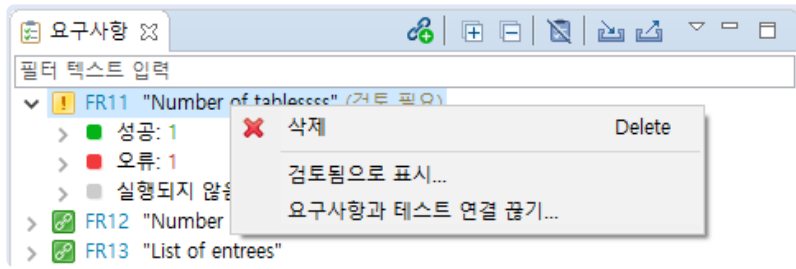 요구사항
필터 텍스트 입력
FR11 "Number of tablessss" (검토 필요)
성공: 1
오류: 1
실행되지 않음
FR12 "Number
FR13 "List of entrees"
삭제 Delete
검토됨으로 표시...
요구사항과 테스트 연결 끊기...